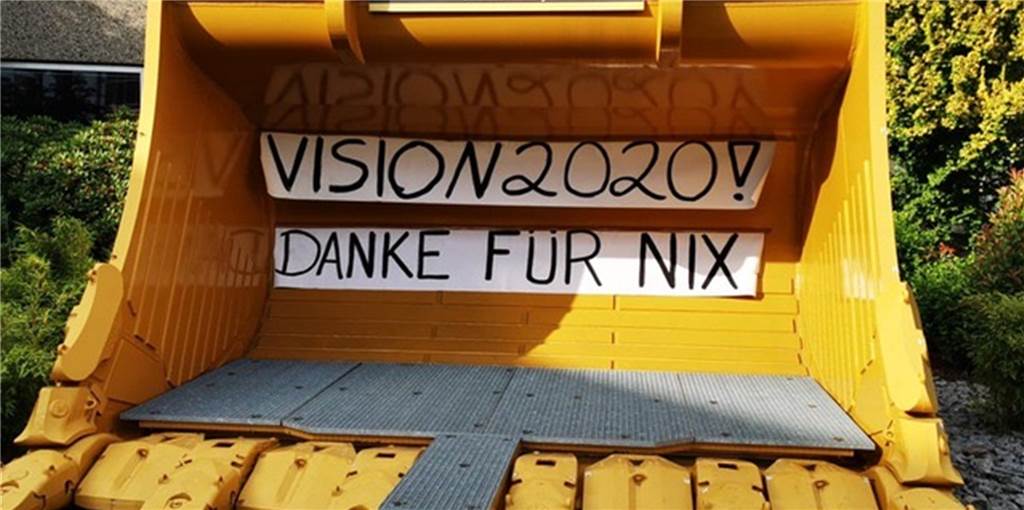 VISION2020!
DANKE FÜR NIX